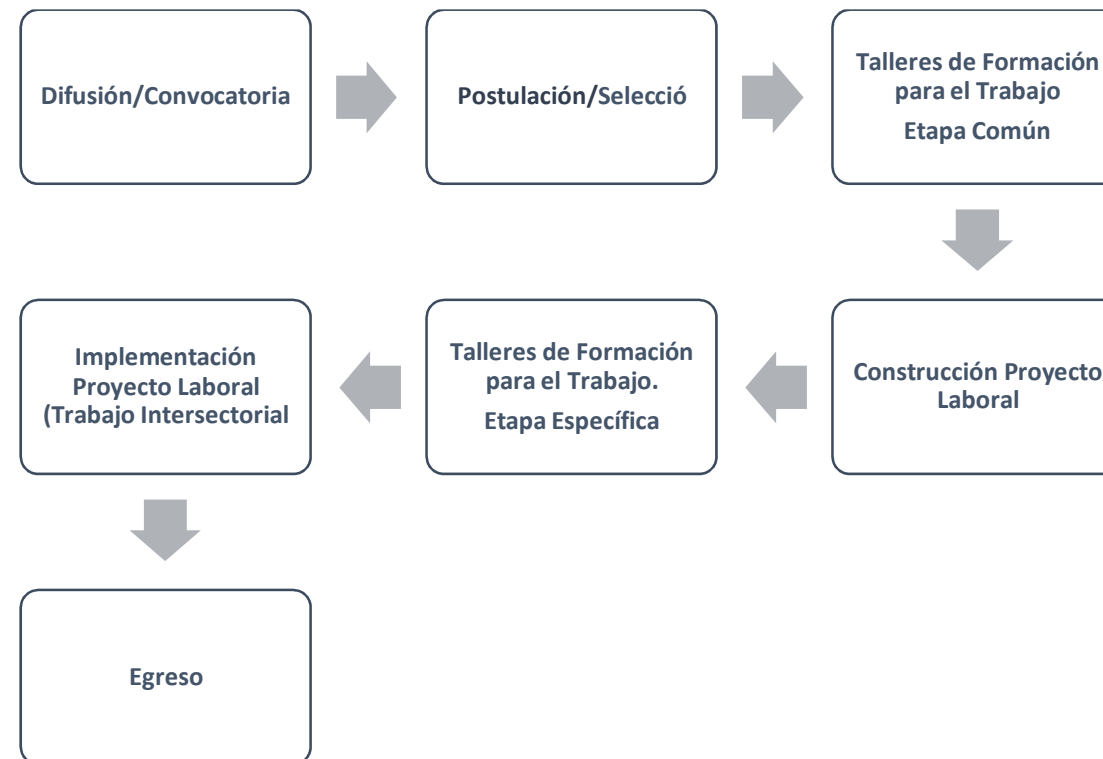 Difusión/Convocatoria
Postulación/Selecció
Talleres de Formación
para el Trabajo
Etapa Común
Construcción Proyecto
Laboral
Talleres de Formación
para el Trabajo.
Etapa Específica
Implementación
Proyecto Laboral
(Trabajo Intersectorial
Egreso